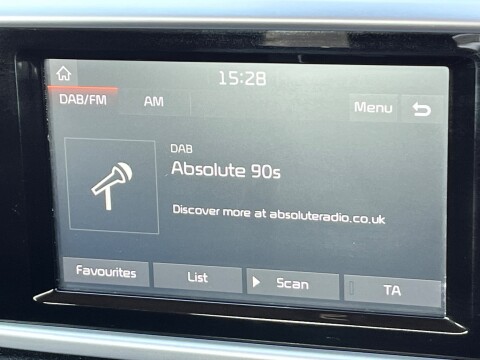 15:28
DAB/FM
AM
Menu
DAB
Absolute 90s
Discover more at absoluteradio.co.uk
Favourites
List
Scan
TA